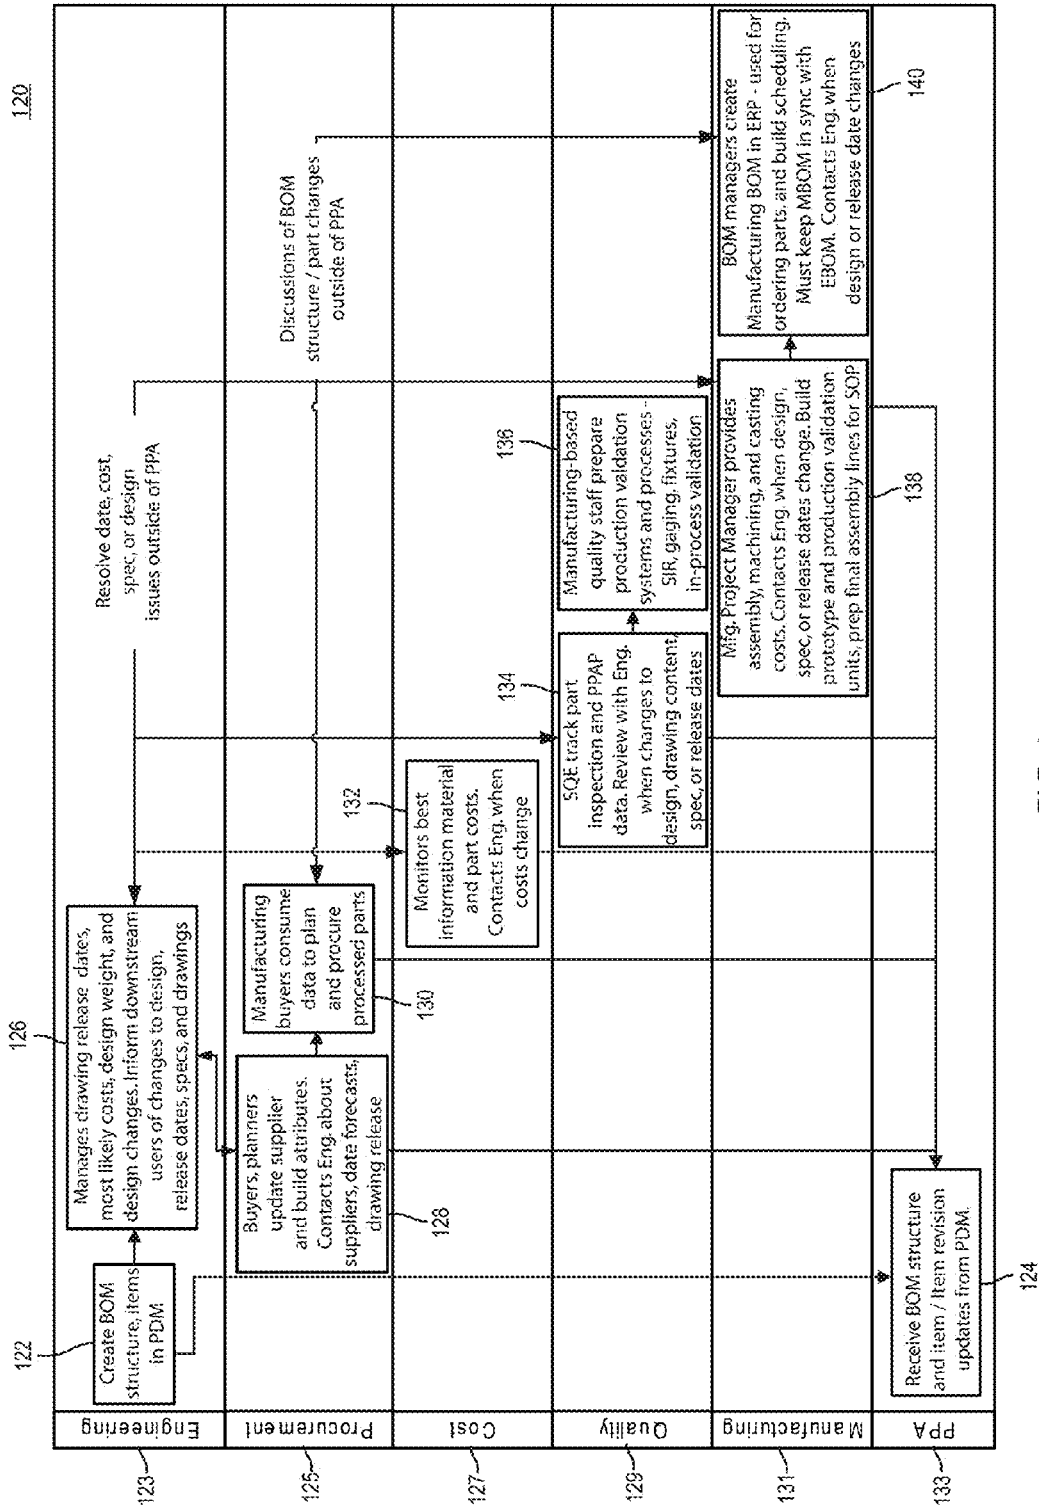 120
123
Engineering
122
Create BOM
structure, items
in PDM
126
Manages drawing release dates,
most likely costs, design weight, and
design changes. Inform downstream
users of changes to design,
release dates, specs, and drawings
Resolve date, cost,
spec, or design
issues outside of PPA
125
Procurement
Buyers, planners
update supplier
and build attributes.
Contacts Eng. about
suppliers, date forecasts,
drawing release
128
Manufacturing
buyers consume
data to plan
and procure
processed parts
130
Discussions of BOM
structure / part changes
outside of PPA
127
Cost
132
Monitors best
information material
and part costs.
Contacts Eng. when
costs change
129
Quality
134
SQE track part
inspection and PPAP
data. Review with Eng.
when changes to
design, drawing content,
spec, or release dates
136
Manufacturing-based
quality staff prepare
production validation
systems and processes -
SIR, gaging, fixtures,
in-process validation
131
Manufacturing
Mfg. Project Manager provides
assembly, machining, and casting
costs. Contacts Eng. when design,
spec, or release dates change. Build
prototype and production validation
units, prep final assembly lines for SOP
138
BOM managers create
Manufacturing BOM in ERP - used for
ordering parts, and build scheduling.
Must keep MBOM in sync with
EBOM. Contacts Eng. when
design or release date changes
140
133
PPA
Receive BOM structure
and item / Item revision
updates from PDM.
124